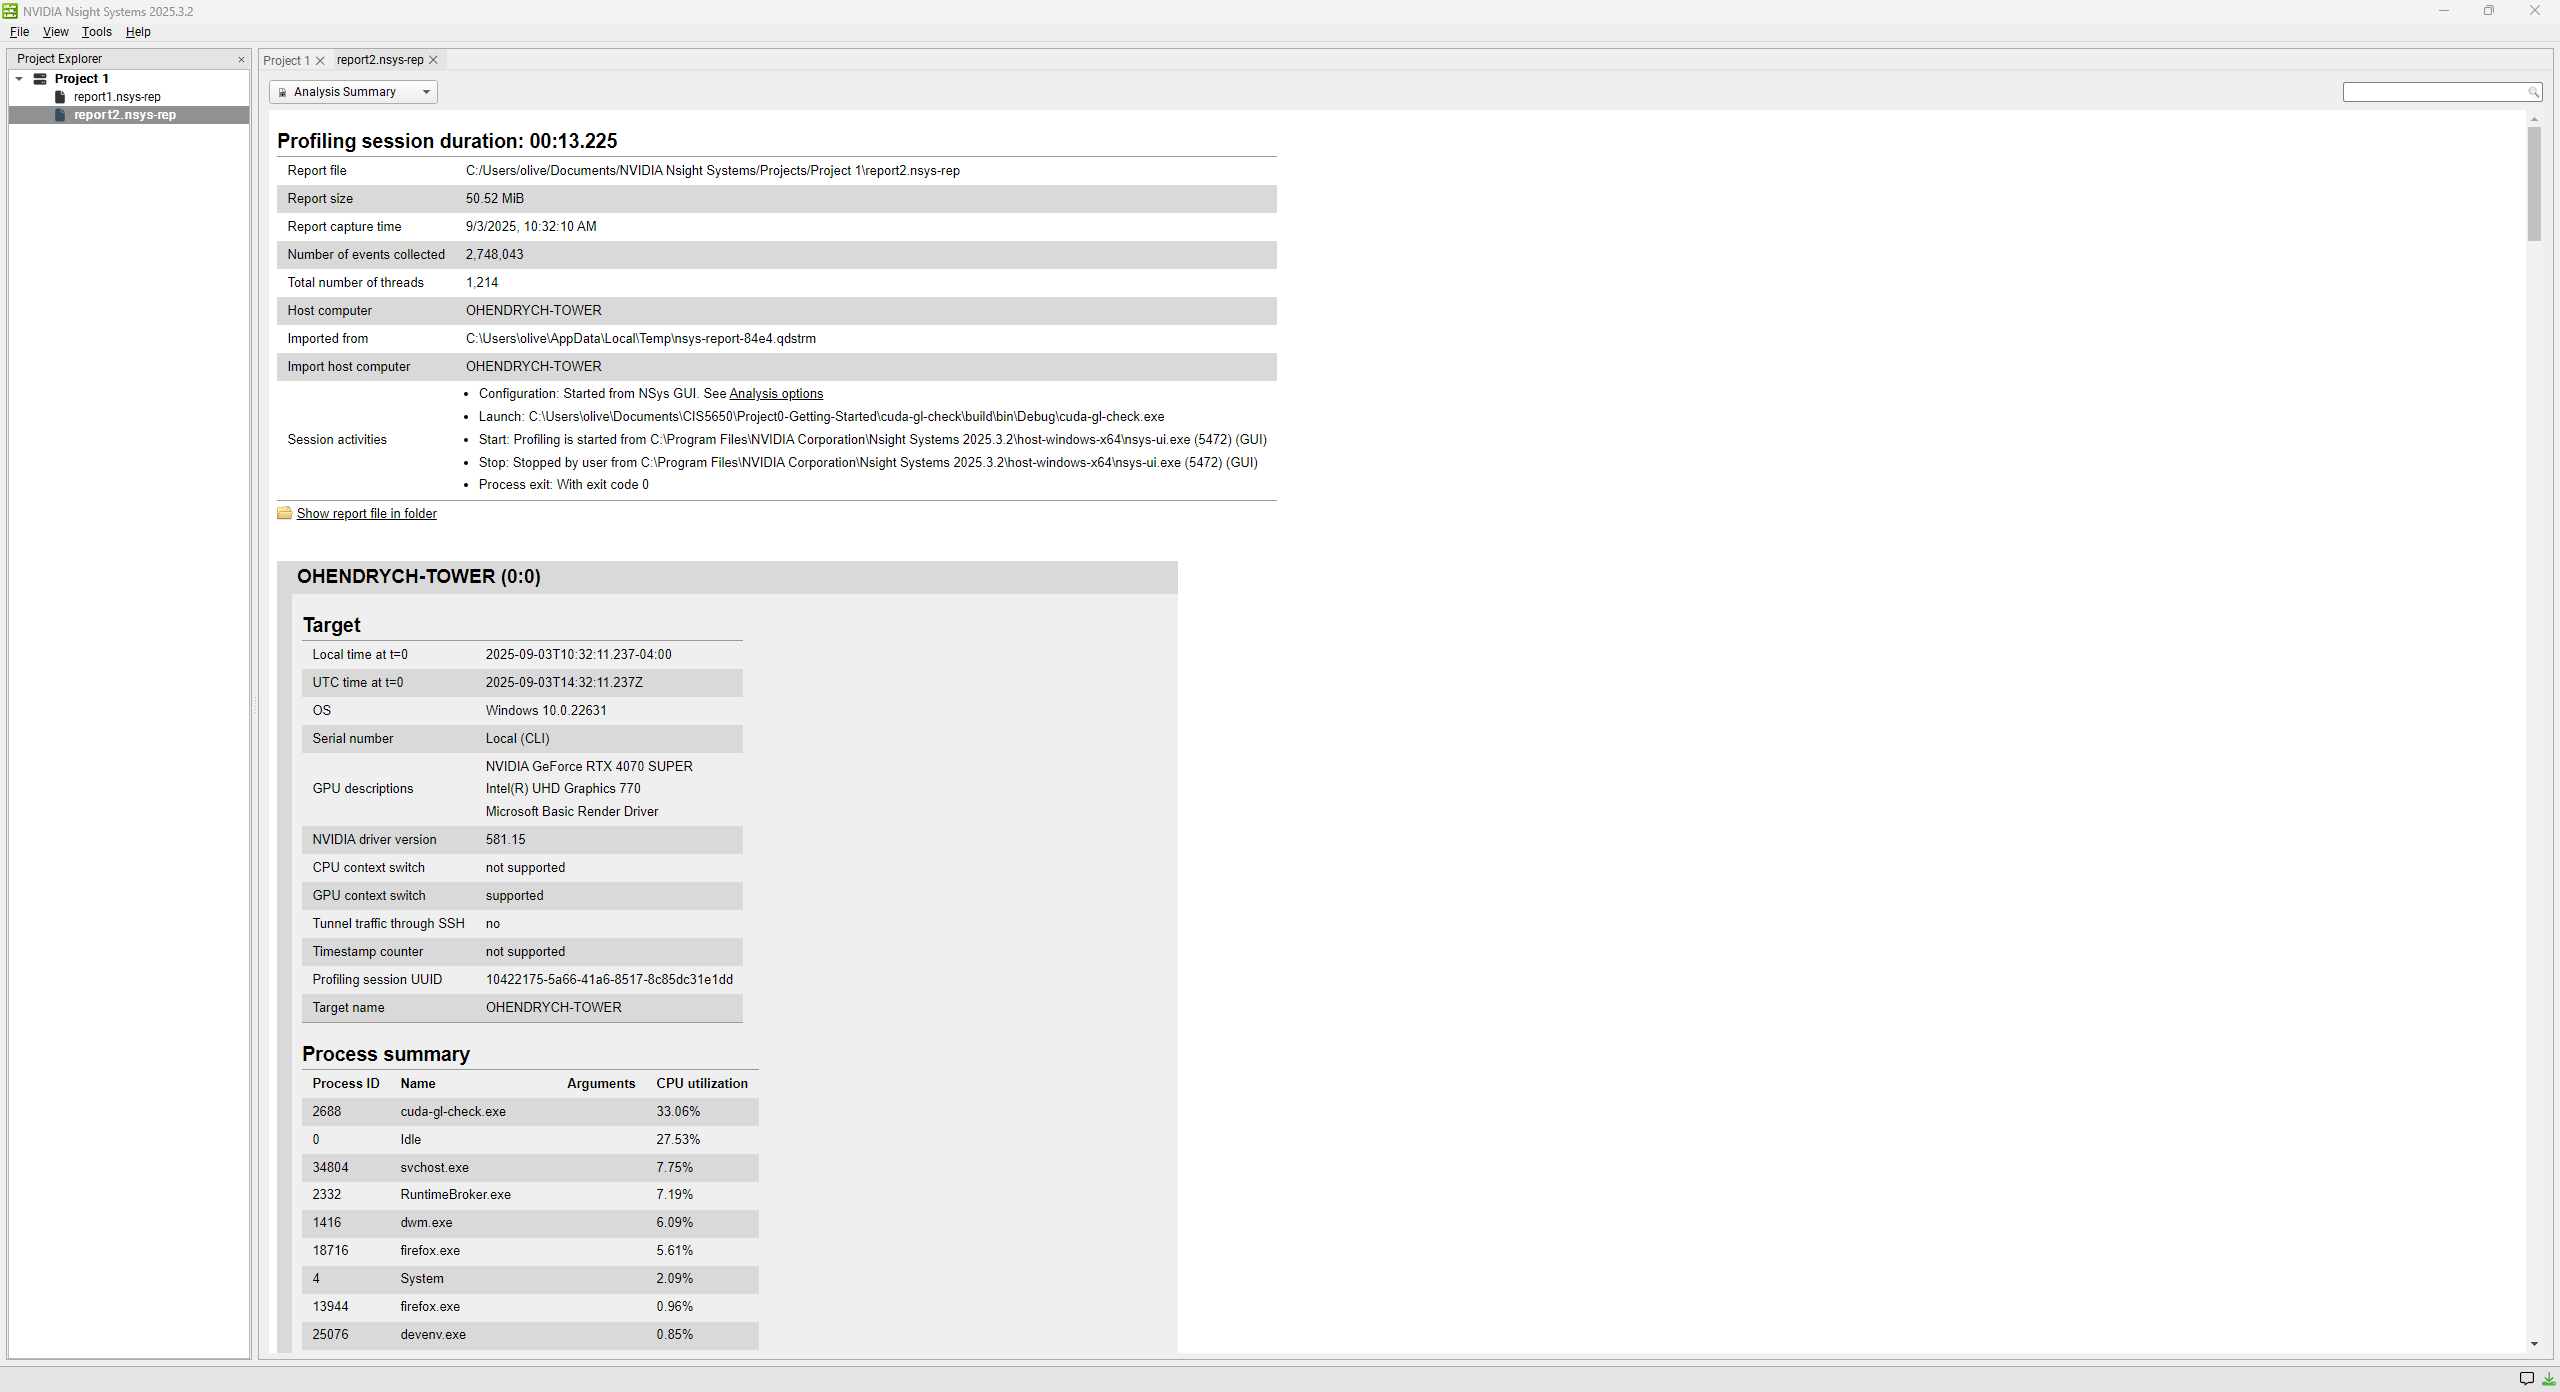 NVIDIA Nsight Systems 2025.3.2
File View Tools Help
Project Explorer
Project 1
report1.nsys-rep
report2.nsys-rep
Project 1 report2.nsys-rep
Analysis Summary
Profiling session duration: 00:13.225
Report file C:/Users/olive/Documents/NVIDIA Nsight Systems/Projects/Project 1\report2.nsys-rep
Report size 50.52 MiB
Report capture time 9/3/2025, 10:32:10 AM
Number of events collected 2,748,043
Total number of threads 1,214
Host computer OHENDRYCH-TOWER
Imported from C:\Users\olive\AppData\Local\Temp\nsys-report-84e4.qdstrm
Import host computer OHENDRYCH-TOWER
Session activities
• Configuration: Started from NSys GUI. See Analysis options
• Launch: C:\Users\olive\Documents\CIS5650\Project0-Getting-Started\cuda-gl-check\build\bin\Debug\cuda-gl-check.exe
• Start: Profiling is started from C:\Program Files\NVIDIA Corporation\Nsight Systems 2025.3.2\host-windows-x64\nsys-ui.exe (5472) (GUI)
• Stop: Stopped by user from C:\Program Files\NVIDIA Corporation\Nsight Systems 2025.3.2\host-windows-x64\nsys-ui.exe (5472) (GUI)
• Process exit: With exit code 0
Show report file in folder
OHENDRYCH-TOWER (0:0)
Target
Local time at t=0 2025-09-03T10:32:11.237-04:00
UTC time at t=0 2025-09-03T14:32:11.237Z
OS Windows 10.0.22631
Serial number Local (CLI)
GPU descriptions
NVIDIA GeForce RTX 4070 SUPER
Intel(R) UHD Graphics 770
Microsoft Basic Render Driver
NVIDIA driver version 581.15
CPU context switch not supported
GPU context switch supported
Tunnel traffic through SSH no
Timestamp counter not supported
Profiling session UUID 10422175-5a66-41a6-8517-8c85dc31e1dd
Target name OHENDRYCH-TOWER
Process summary
Process ID Name Arguments CPU utilization
2688 cuda-gl-check.exe 33.06%
0 Idle 27.53%
34804 svchost.exe 7.75%
2332 RuntimeBroker.exe 7.19%
1416 dwm.exe 6.09%
18716 firefox.exe 5.61%
4 System 2.09%
13944 firefox.exe 0.96%
25076 devenv.exe 0.85%